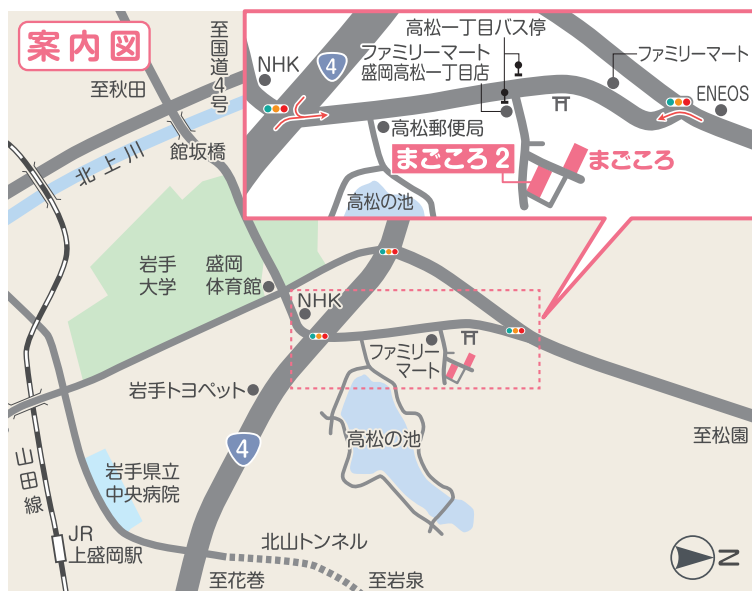 案内図
至国道4号
至秋田
館坂橋
北上川
NHK
4
高松一丁目バス停
ファミリーマート
盛岡高松一丁目店
ファミリーマート
ENEOS
高松郵便局
まごころ2
まごころ
高松の池
岩手
大学
盛岡
体育館
NHK
ファミリー
マート
岩手トヨペット
高松の池
4
至松園
山田線
岩手県立
中央病院
JR
上盛岡駅
北山トンネル
至花巻
至岩泉
N